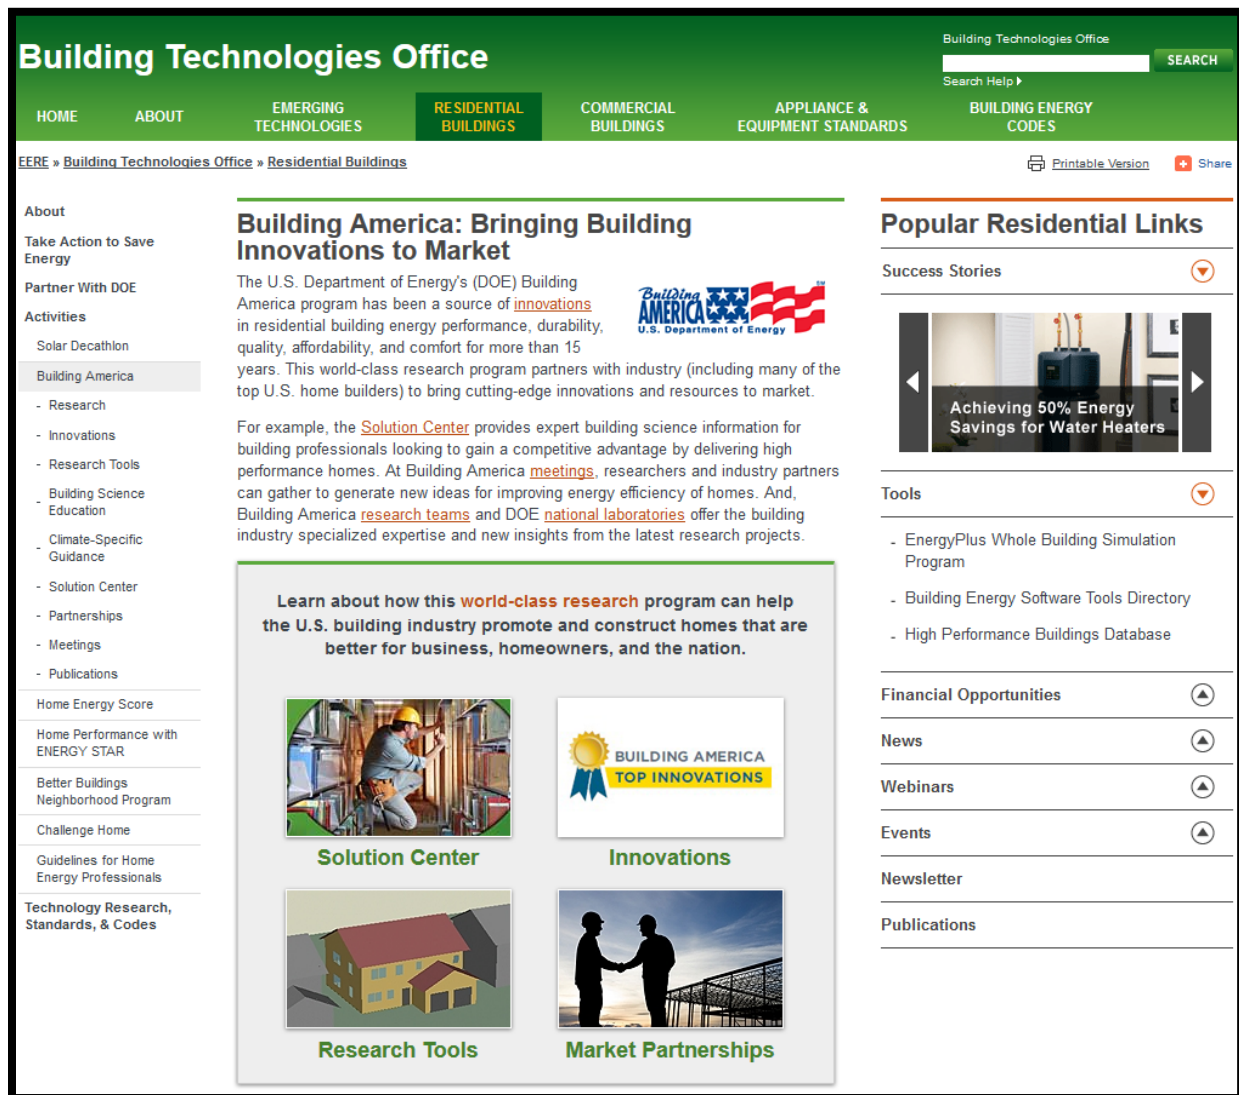 Building Technologies Office
Building Technologies Office
SEARCH
Search Help
HOME
ABOUT
EMERGING
TECHNOLOGIES
RESIDENTIAL
BUILDINGS
COMMERCIAL
BUILDINGS
APPLIANCE &
EQUIPMENT STANDARDS
BUILDING ENERGY
CODES
EERE » Building Technologies Office » Residential Buildings
Printable Version
Share
About
Take Action to Save
Energy
Partner With DOE
Activities
Solar Decathlon
Building America
- Research
- Innovations
- Research Tools
- Building Science
Education
- Climate-Specific
Guidance
- Solution Center
- Partnerships
- Meetings
- Publications
Home Energy Score
Home Performance with
ENERGY STAR
Better Buildings
Neighborhood Program
Challenge Home
Guidelines for Home
Energy Professionals
Technology Research,
Standards, & Codes
Building America: Bringing Building
Innovations to Market
The U.S. Department of Energy's (DOE) Building
America program has been a source of innovations
in residential building energy performance, durability,
quality, affordability, and comfort for more than 15
years. This world-class research program partners with industry (including many of the
top U.S. home builders) to bring cutting-edge innovations and resources to market.
Building
AMERICA
U.S. Department of Energy
SM
For example, the Solution Center provides expert building science information for
building professionals looking to gain a competitive advantage by delivering high
performance homes. At Building America meetings, researchers and industry partners
can gather to generate new ideas for improving energy efficiency of homes. And,
Building America research teams and DOE national laboratories offer the building
industry specialized expertise and new insights from the latest research projects.
Learn about how this world-class research program can help
the U.S. building industry promote and construct homes that are
better for business, homeowners, and the nation.
Solution Center
BUILDING AMERICA
TOP INNOVATIONS
Innovations
Research Tools
Market Partnerships
Popular Residential Links
Success Stories
Achieving 50% Energy
Savings for Water Heaters
Tools
- EnergyPlus Whole Building Simulation
Program
- Building Energy Software Tools Directory
- High Performance Buildings Database
Financial Opportunities
News
Webinars
Events
Newsletter
Publications